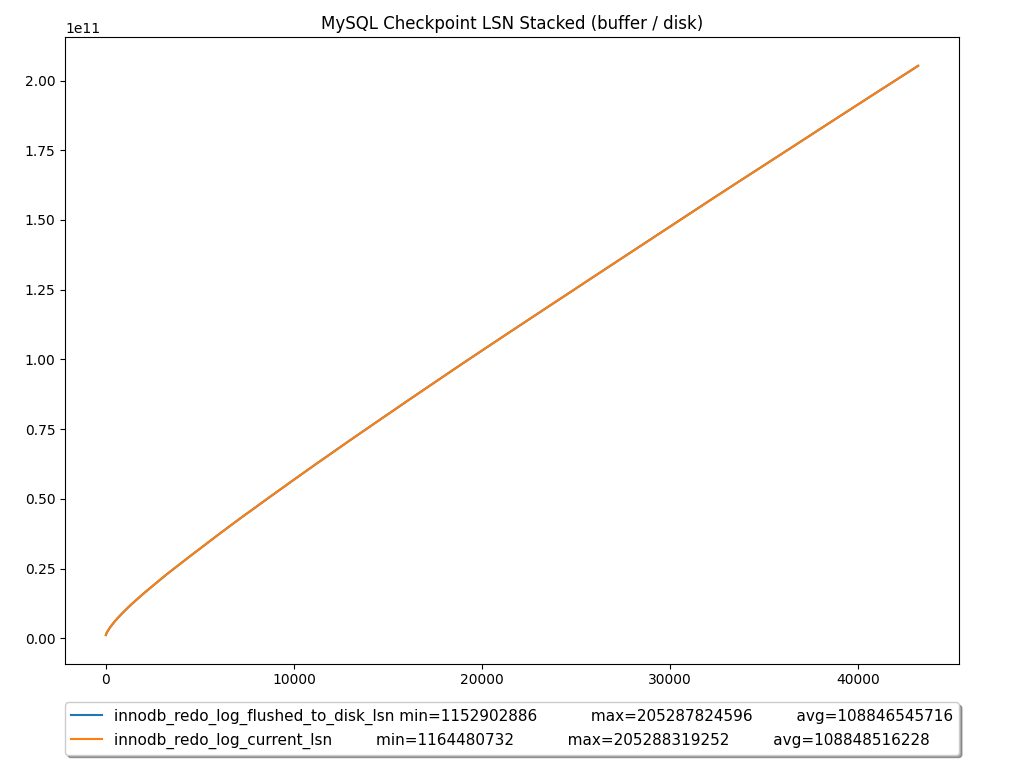 MySQL Checkpoint LSN Stacked (buffer / disk)
1e11
2.00
1.75
1.50
1.25
1.00
0.75
0.50
0.25
0.00
0 10000 20000 30000 40000
innodb_redo_log_flushed_to_disk_lsn min=1152902886 max=205287824596 avg=108846545716
innodb_redo_log_current_lsn min=1164480732 max=205288319252 avg=108848516228